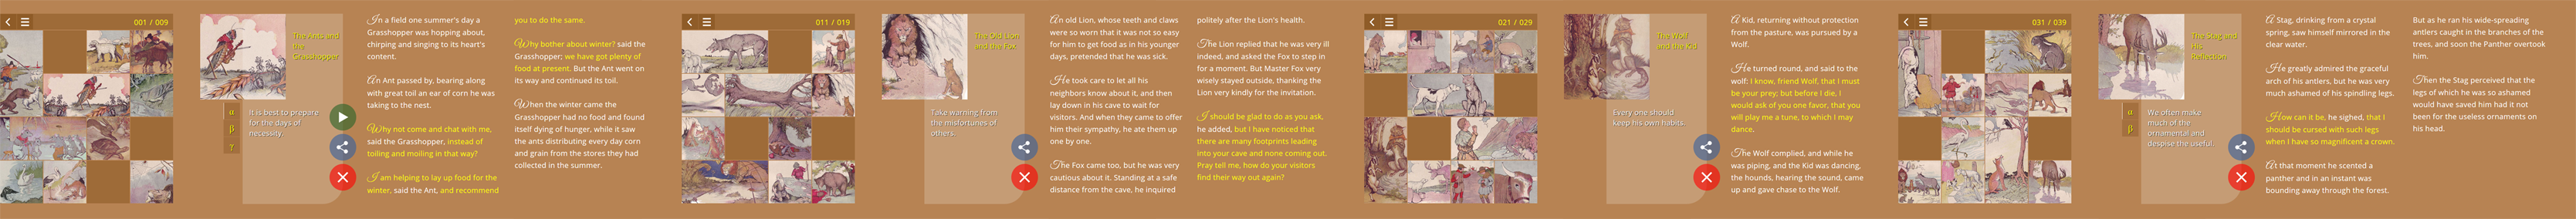 001 / 009
The Ants and
the
Grasshopper
α
β
γ
It is best to prepare
for the days of
necessity.
In a field one summer's day a
Grasshopper was hopping about,
chirping and singing to its heart's
content.
An Ant passed by, bearing along
with great toil an ear of corn he was
taking to the nest.
Why not come and chat with me,
said the Grasshopper, instead of
toiling and moiling in that way?
I am helping to lay up food for the
winter, said the Ant, and recommend
you to do the same.
Why bother about winter? said the
Grasshopper; we have got plenty of
food at present. But the Ant went on
its way and continued its toil.
When the winter came the
Grasshopper had no food and found
itself dying of hunger, while it saw
the ants distributing every day corn
and grain from the stores they had
collected in the summer.
011 / 019
The Old Lion
and the Fox
Take warning from
the misfortunes of
others.
An old Lion, whose teeth and claws
were so worn that it was not so easy
for him to get food as in his younger
days, pretended that he was sick.
He took care to let all his
neighbors know about it, and then
lay down in his cave to wait for
visitors. And when they came to offer
him their sympathy, he ate them up
one by one.
The Fox came too, but he was very
cautious about it. Standing at a safe
distance from the cave, he inquired
politely after the Lion's health.
The Lion replied that he was very ill
indeed, and asked the Fox to step in
for a moment. But Master Fox very
wisely stayed outside, thanking the
Lion very kindly for the invitation.
I should be glad to do as you ask,
he added, but I have noticed that
there are many footprints leading
into your cave and none coming out.
Pray tell me, how do your visitors
find their way out again?
021 / 029
The Wolf
and the Kid
Every one should
keep his own habits.
A Kid, returning without protection
from the pasture, was pursued by a
Wolf.
He turned round, and said to the
wolf: I know, friend Wolf, that I must
be your prey; but before I die, I
would ask of you one favor, that you
will play me a tune, to which I may
dance.
The Wolf complied, and while he
was piping, and the Kid was dancing,
the hounds, hearing the sound, came
up and gave chase to the Wolf.
031 / 039
The Stag and
His
Reflection
α
β
We often make
much of the
ornamental and
despise the useful.
A Stag, drinking from a crystal
spring, saw himself mirrored in the
clear water.
He greatly admired the graceful
arch of his antlers, but he was very
much ashamed of his spindling legs.
How can it be, he sighed, that I
should be cursed with such legs
when I have so magnificent a crown.
At that moment he scented a
panther and in an instant was
bounding away through the forest.
But as he ran his wide-spreading
antlers caught in the branches of the
trees, and soon the Panther overtook
him.
Then the Stag perceived that the
legs of which he was so ashamed
would have saved him had it not
been for the useless ornaments on
his head.